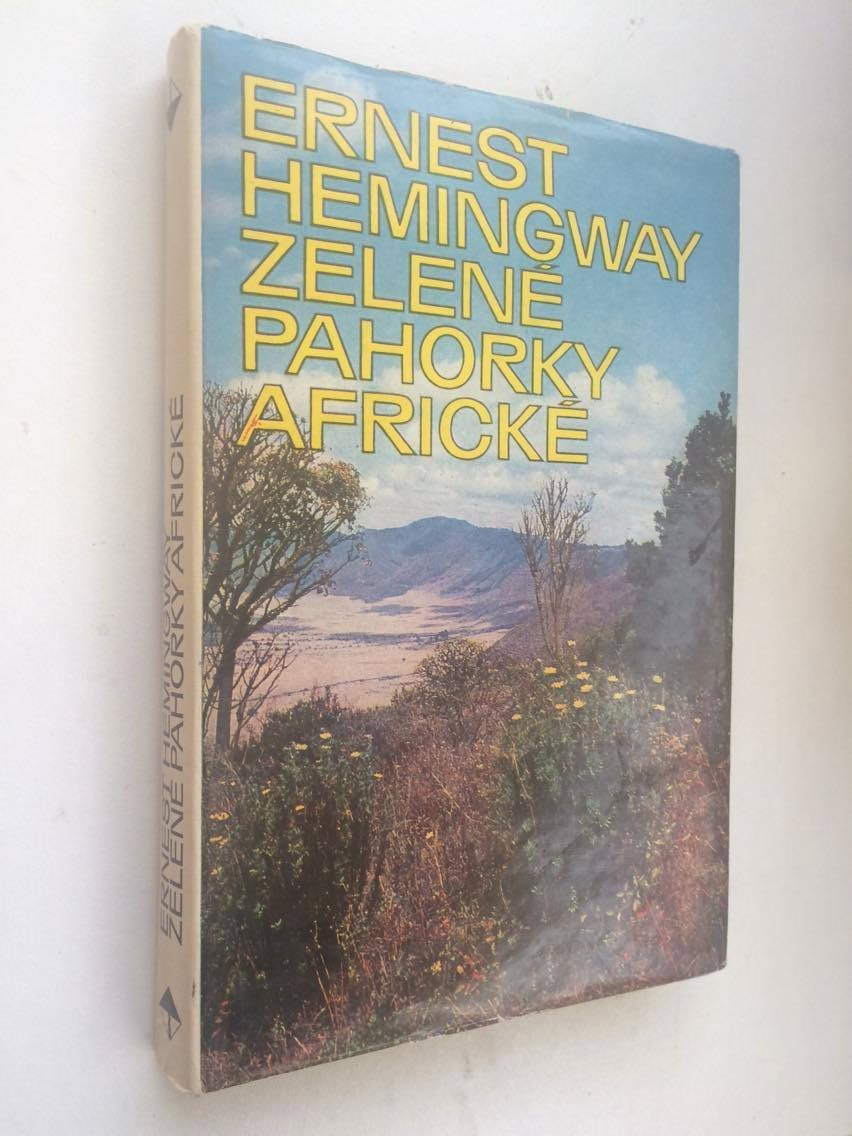 ERNEST
HEMINGWAY
ZELENÉ
PAHORKY
AFRICKÉ
ERNEST HEMINGWAY
ZELENÉ PAHORKY AFRICKÉ